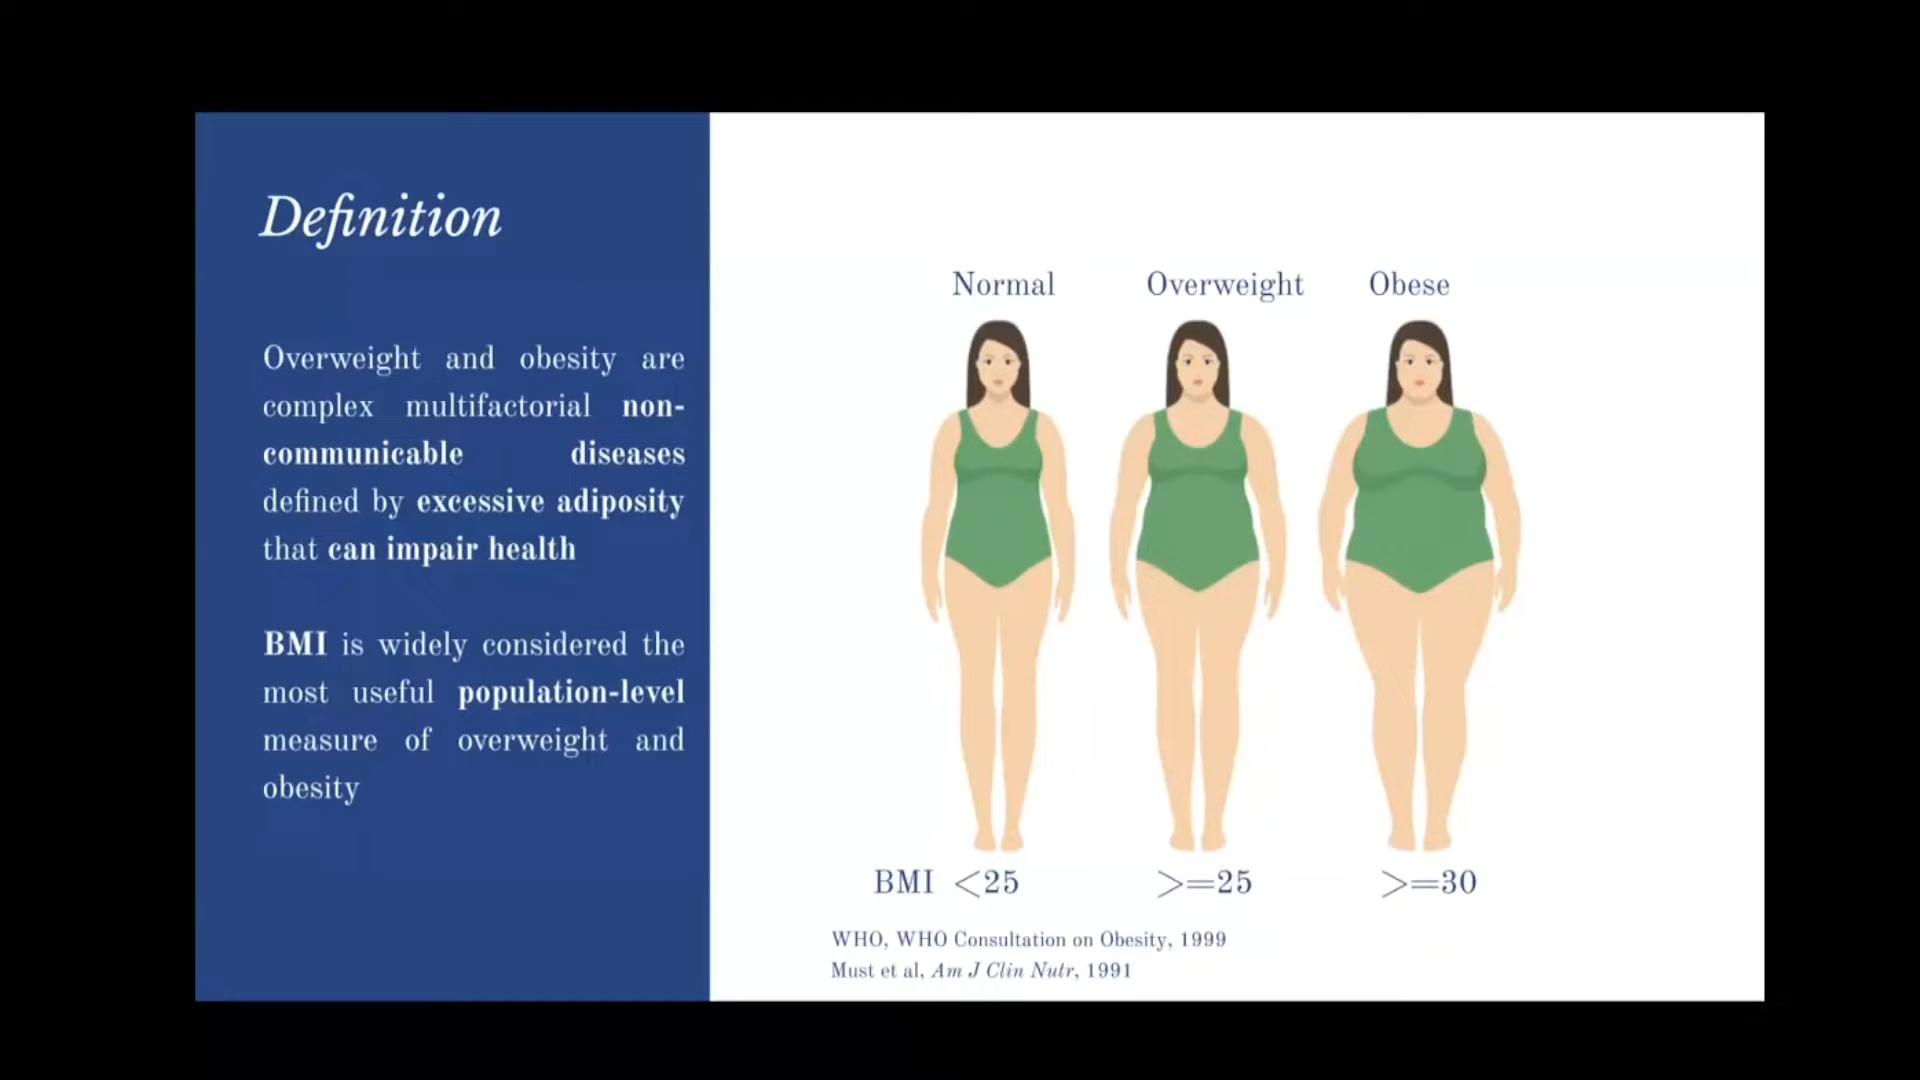 Definition
Overweight and obesity are
complex multifactorial non-
communicable diseases
defined by excessive adiposity
that can impair health
BMI is widely considered the
most useful population-level
measure of overweight and
obesity
Normal Overweight Obese
BMI <25 >=25 >=30
WHO, WHO Consultation on Obesity, 1999
Must et al, Am J Clin Nutr, 1991